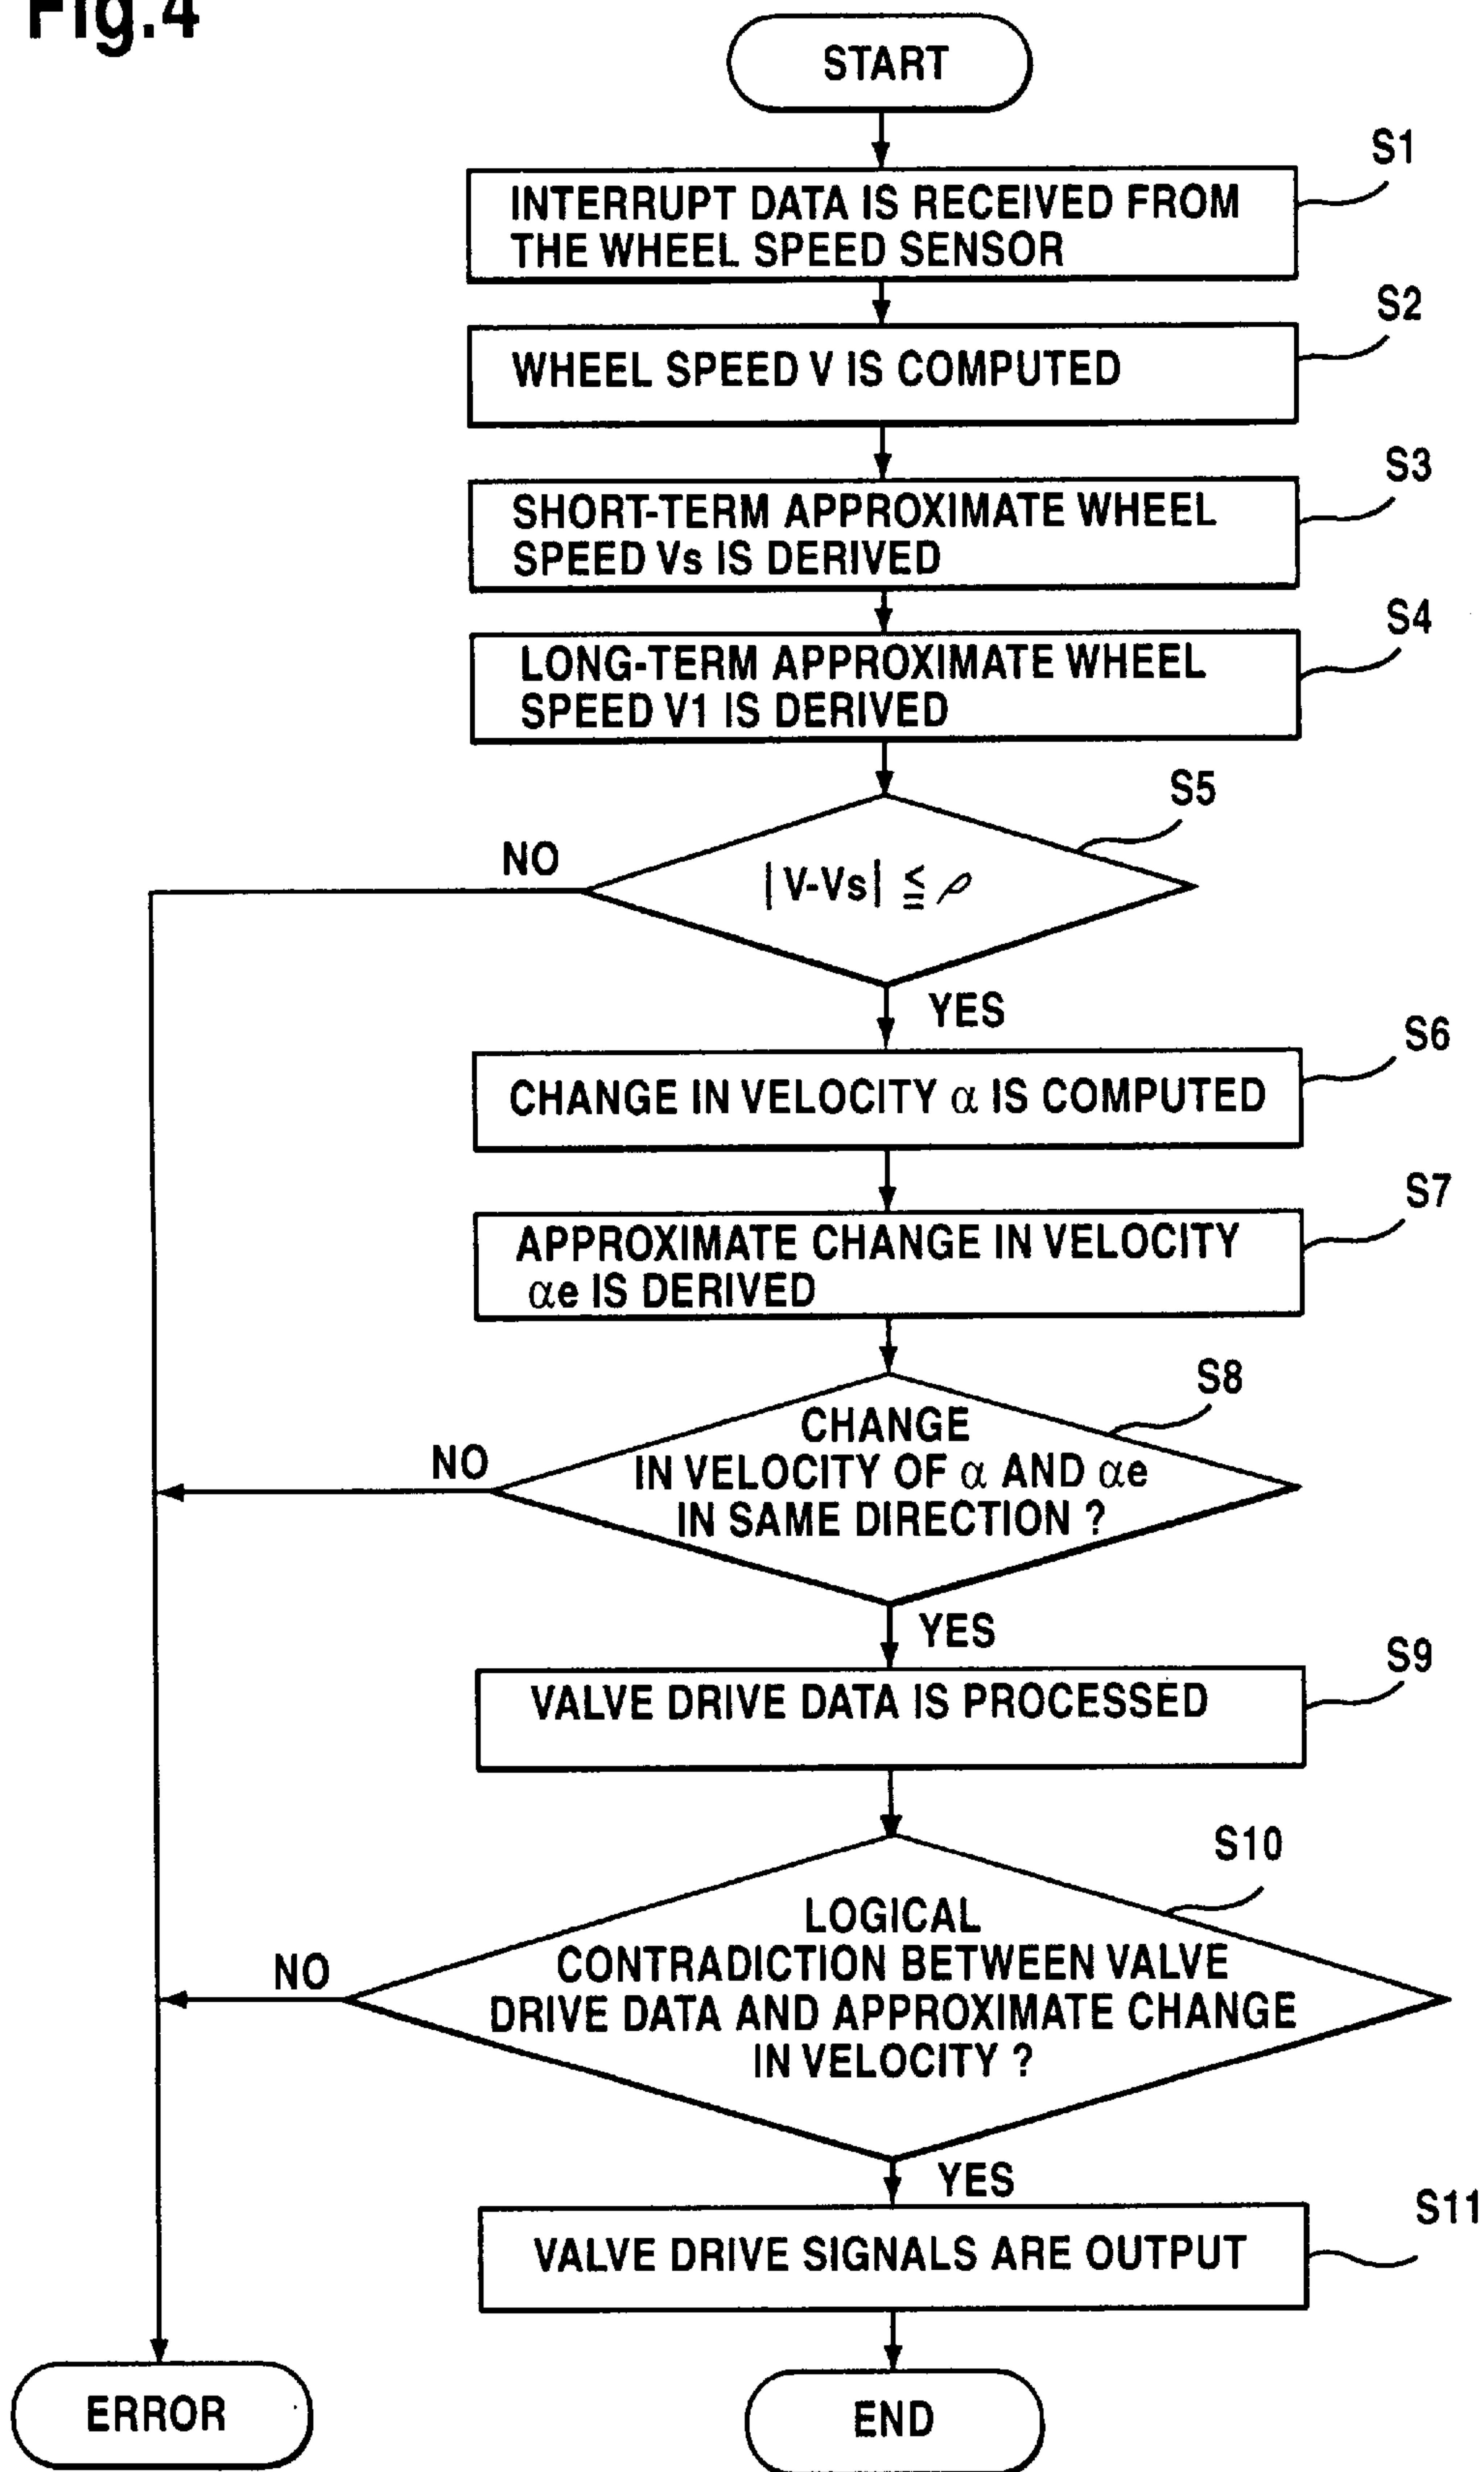 Fig.4
START
S1
INTERRUPT DATA IS RECEIVED FROM
THE WHEEL SPEED SENSOR
S2
WHEEL SPEED V IS COMPUTED
S3
SHORT-TERM APPROXIMATE WHEEL
SPEED Vs IS DERIVED
S4
LONG-TERM APPROXIMATE WHEEL
SPEED V1 IS DERIVED
S5
NO
|V-Vs| ≦ ρ
YES
S6
CHANGE IN VELOCITY α IS COMPUTED
S7
APPROXIMATE CHANGE IN VELOCITY
αe IS DERIVED
S8
CHANGE
NO
IN VELOCITY OF α AND αe
IN SAME DIRECTION ?
YES
S9
VALVE DRIVE DATA IS PROCESSED
S10
LOGICAL
CONTRADICTION BETWEEN VALVE
NO
DRIVE DATA AND APPROXIMATE CHANGE
IN VELOCITY ?
YES
S11
VALVE DRIVE SIGNALS ARE OUTPUT
ERROR
END